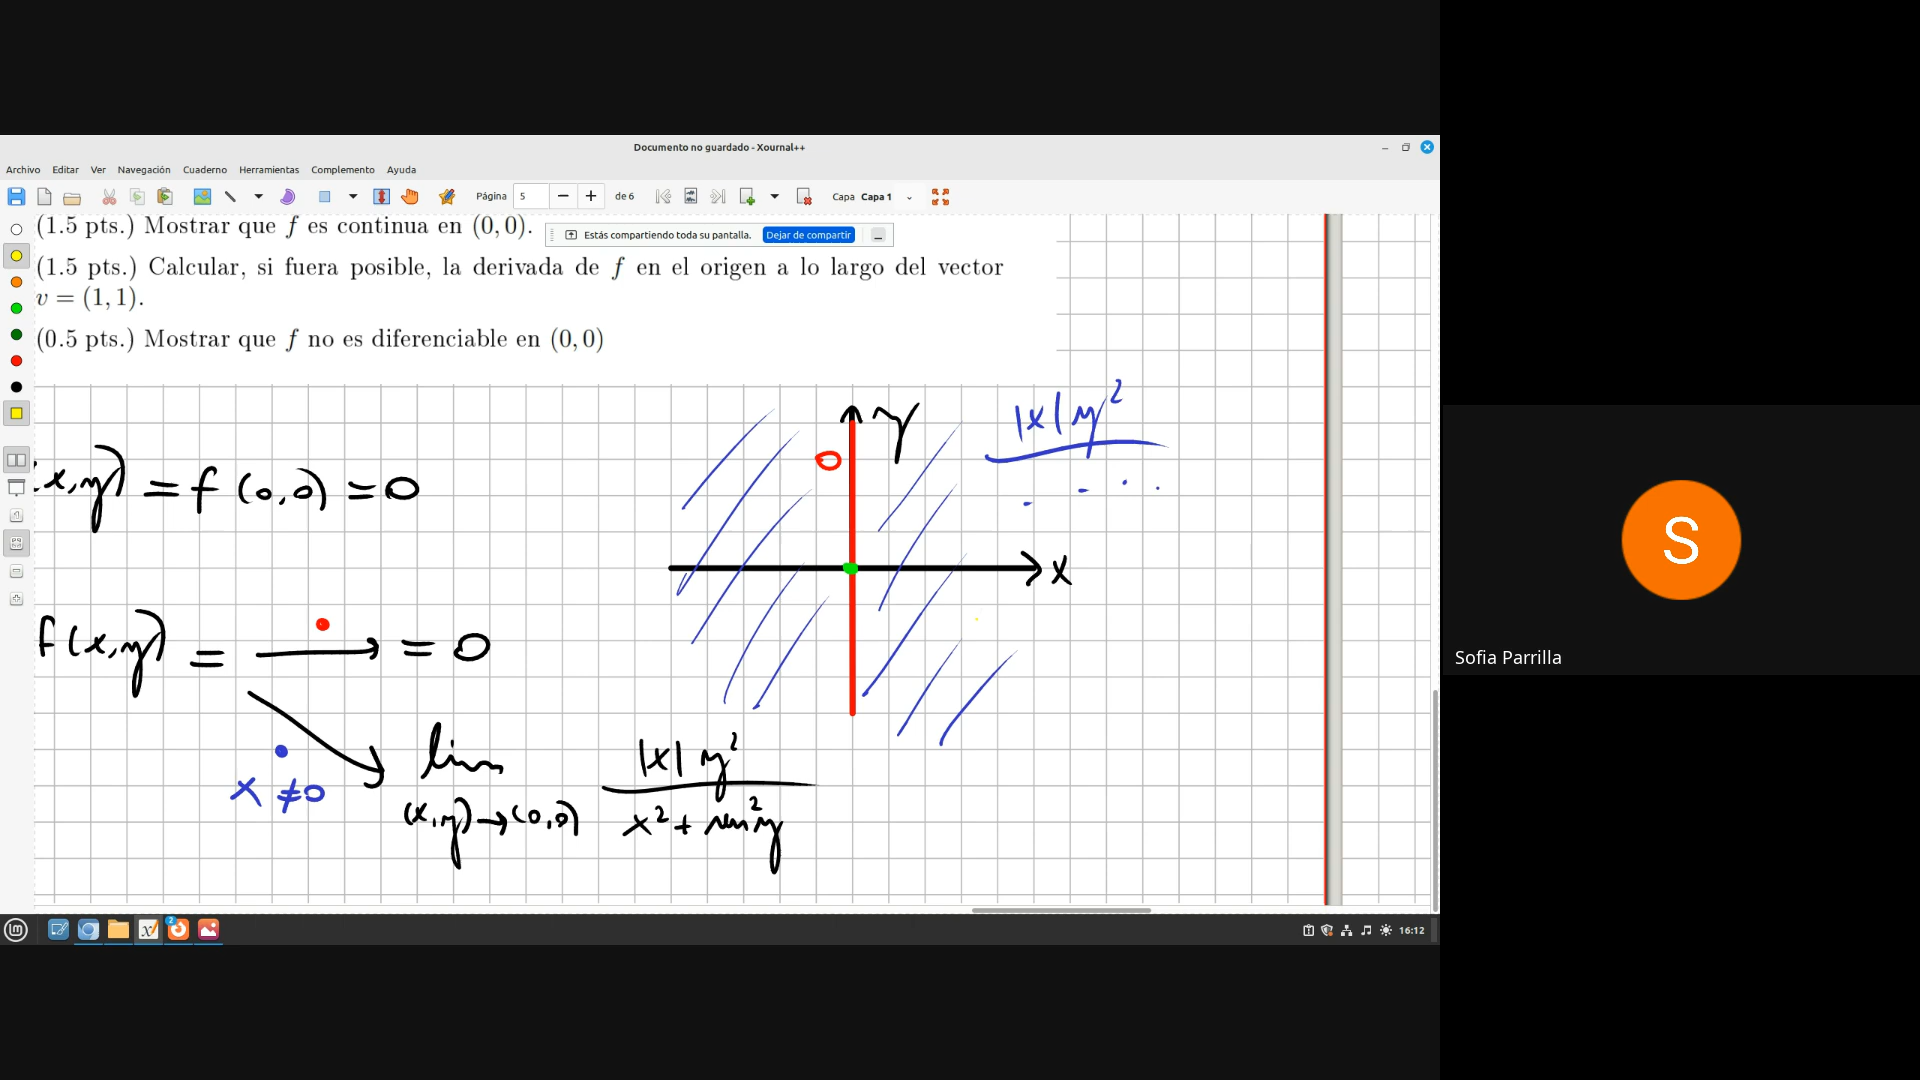 Documento no guardado - Xournal++
Archivo Editar Ver Navegación Cuaderno Herramientas Complemento Ayuda
Página 5 de 6 Capa Capa 1
(1.5 pts.) Mostrar que f es continua en (0, 0).
Estás compartiendo toda su pantalla. Dejar de compartir
(1.5 pts.) Calcular, si fuera posible, la derivada de f en el origen a lo largo del vector
v = (1, 1).
(0.5 pts.) Mostrar que f no es diferenciable en (0, 0)
|x| y²
y
0
x,y) = f (0,0) = 0
x
f(x,y) = → = 0
x ≠ 0
lim |x| y²
(x,y)→(0,0) x² + sen² y
S
Sofia Parrilla
2
16:12